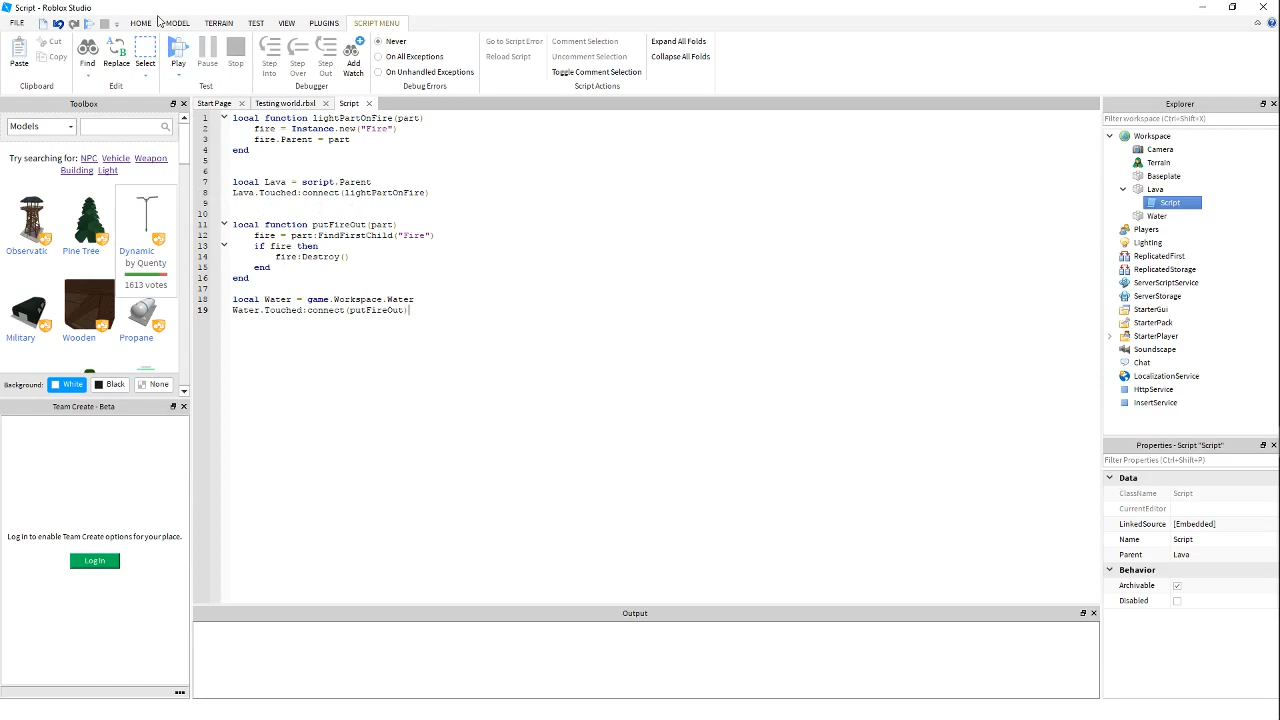 Script - Roblox Studio
FILE
HOME
MODEL
TERRAIN
TEST
VIEW
PLUGINS
SCRIPT MENU
Paste
Cut
Copy
Clipboard
Find
Replace
Select
Edit
Play
Pause
Stop
Test
Step Into
Step Over
Step Out
Add Watch
Debugger
Never
On All Exceptions
On Unhandled Exceptions
Debug Errors
Go to Script Error
Reload Script
Comment Selection
Uncomment Selection
Toggle Comment Selection
Expand All Folds
Collapse All Folds
Script Actions
Toolbox
Models
Try searching for: NPC Vehicle Weapon
Building Light
Observatic
Pine Tree
Dynamic
by Quenty
1613 votes
Military
Wooden
Propane
Background: White Black None
Team Create - Beta
Log in to enable Team Create options for your place.
Log In
Start Page
Testing world.rbxl
Script
1 local function lightPartOnFire(part)
2 fire = Instance.new("Fire")
3 fire.Parent = part
4 end
5
6
7 local Lava = script.Parent
8 Lava.Touched:connect(lightPartOnFire)
9
10
11 local function putFireOut(part)
12 fire = part:FindFirstChild("Fire")
13 if fire then
14 fire:Destroy()
15 end
16 end
17
18 local Water = game.Workspace.Water
19 Water.Touched:connect(putFireOut)
Output
Explorer
Filter workspace (Ctrl+Shift+X)
Workspace
Camera
Terrain
Baseplate
Lava
Script
Water
Players
Lighting
ReplicatedFirst
ReplicatedStorage
ServerScriptService
ServerStorage
StarterGui
StarterPack
StarterPlayer
Soundscape
Chat
LocalizationService
HttpService
InsertService
Properties - Script "Script"
Filter Properties (Ctrl+Shift+P)
Data
ClassName Script
CurrentEditor
LinkedSource [Embedded]
Name Script
Parent Lava
Behavior
Archivable
Disabled